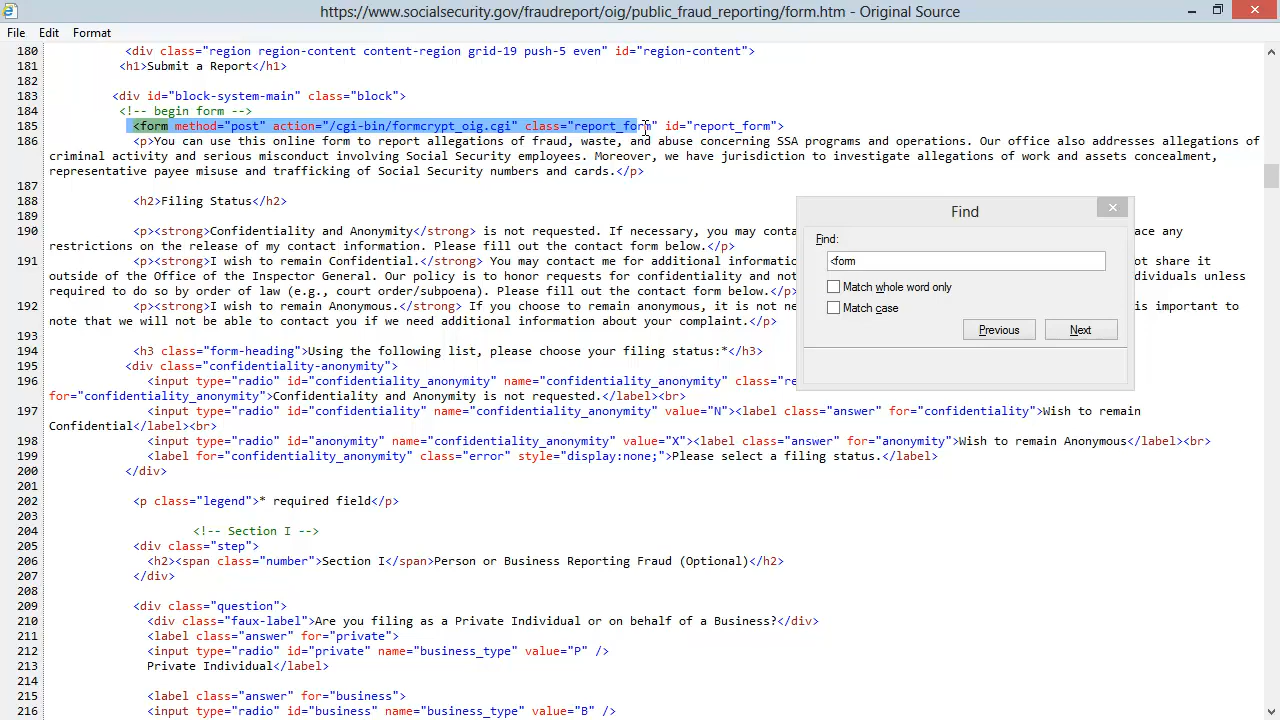 https://www.socialsecurity.gov/fraudreport/oig/public_fraud_reporting/form.htm - Original Source
File Edit Format
180 <div class="region region-content content-region grid-19 push-5 even" id="region-content">
181 <h1>Submit a Report</h1>
182
183 <div id="block-system-main" class="block">
184 <!-- begin form -->
185 <form method="post" action="/cgi-bin/formcrypt_oig.cgi" class="report_form" id="report_form">
186 <p>You can use this online form to report allegations of fraud, waste, and abuse concerning SSA programs and operations. Our office also addresses allegations of
criminal activity and serious misconduct involving Social Security employees. Moreover, we have jurisdiction to investigate allegations of work and assets concealment,
representative payee misuse and trafficking of Social Security numbers and cards.</p>
187
188 <h2>Filing Status</h2>
189
190 <p><strong>Confidentiality and Anonymity</strong> is not requested. If necessary, you may conta ace any
restrictions on the release of my contact information. Please fill out the contact form below.</p>
191 <p><strong>I wish to remain Confidential.</strong> You may contact me for additional informatio ot share it
outside of the Office of the Inspector General. Our policy is to honor requests for confidentiality and not dividuals unless
required to do so by order of law (e.g., court order/subpoena). Please fill out the contact form below.</p>
192 <p><strong>I wish to remain Anonymous.</strong> If you choose to remain anonymous, it is not ne is important to
note that we will not be able to contact you if we need additional information about your complaint.</p>
193
194 <h3 class="form-heading">Using the following list, please choose your filing status:*</h3>
195 <div class="confidentiality-anonymity">
196 <input type="radio" id="confidentiality_anonymity" name="confidentiality_anonymity" class="re
for="confidentiality_anonymity">Confidentiality and Anonymity is not requested.</label><br>
197 <input type="radio" id="confidentiality" name="confidentiality_anonymity" value="N"><label class="answer" for="confidentiality">Wish to remain
Confidential</label><br>
198 <input type="radio" id="anonymity" name="confidentiality_anonymity" value="X"><label class="answer" for="anonymity">Wish to remain Anonymous</label><br>
199 <label for="confidentiality_anonymity" class="error" style="display:none;">Please select a filing status.</label>
200 </div>
201
202 <p class="legend">* required field</p>
203
204 <!-- Section I -->
205 <div class="step">
206 <h2><span class="number">Section I</span>Person or Business Reporting Fraud (Optional)</h2>
207 </div>
208
209 <div class="question">
210 <div class="faux-label">Are you filing as a Private Individual or on behalf of a Business?</div>
211 <label class="answer" for="private">
212 <input type="radio" id="private" name="business_type" value="P" />
213 Private Individual</label>
214
215 <label class="answer" for="business">
216 <input type="radio" id="business" name="business_type" value="B" />
Find
Find:
<form
Match whole word only
Match case
Previous Next